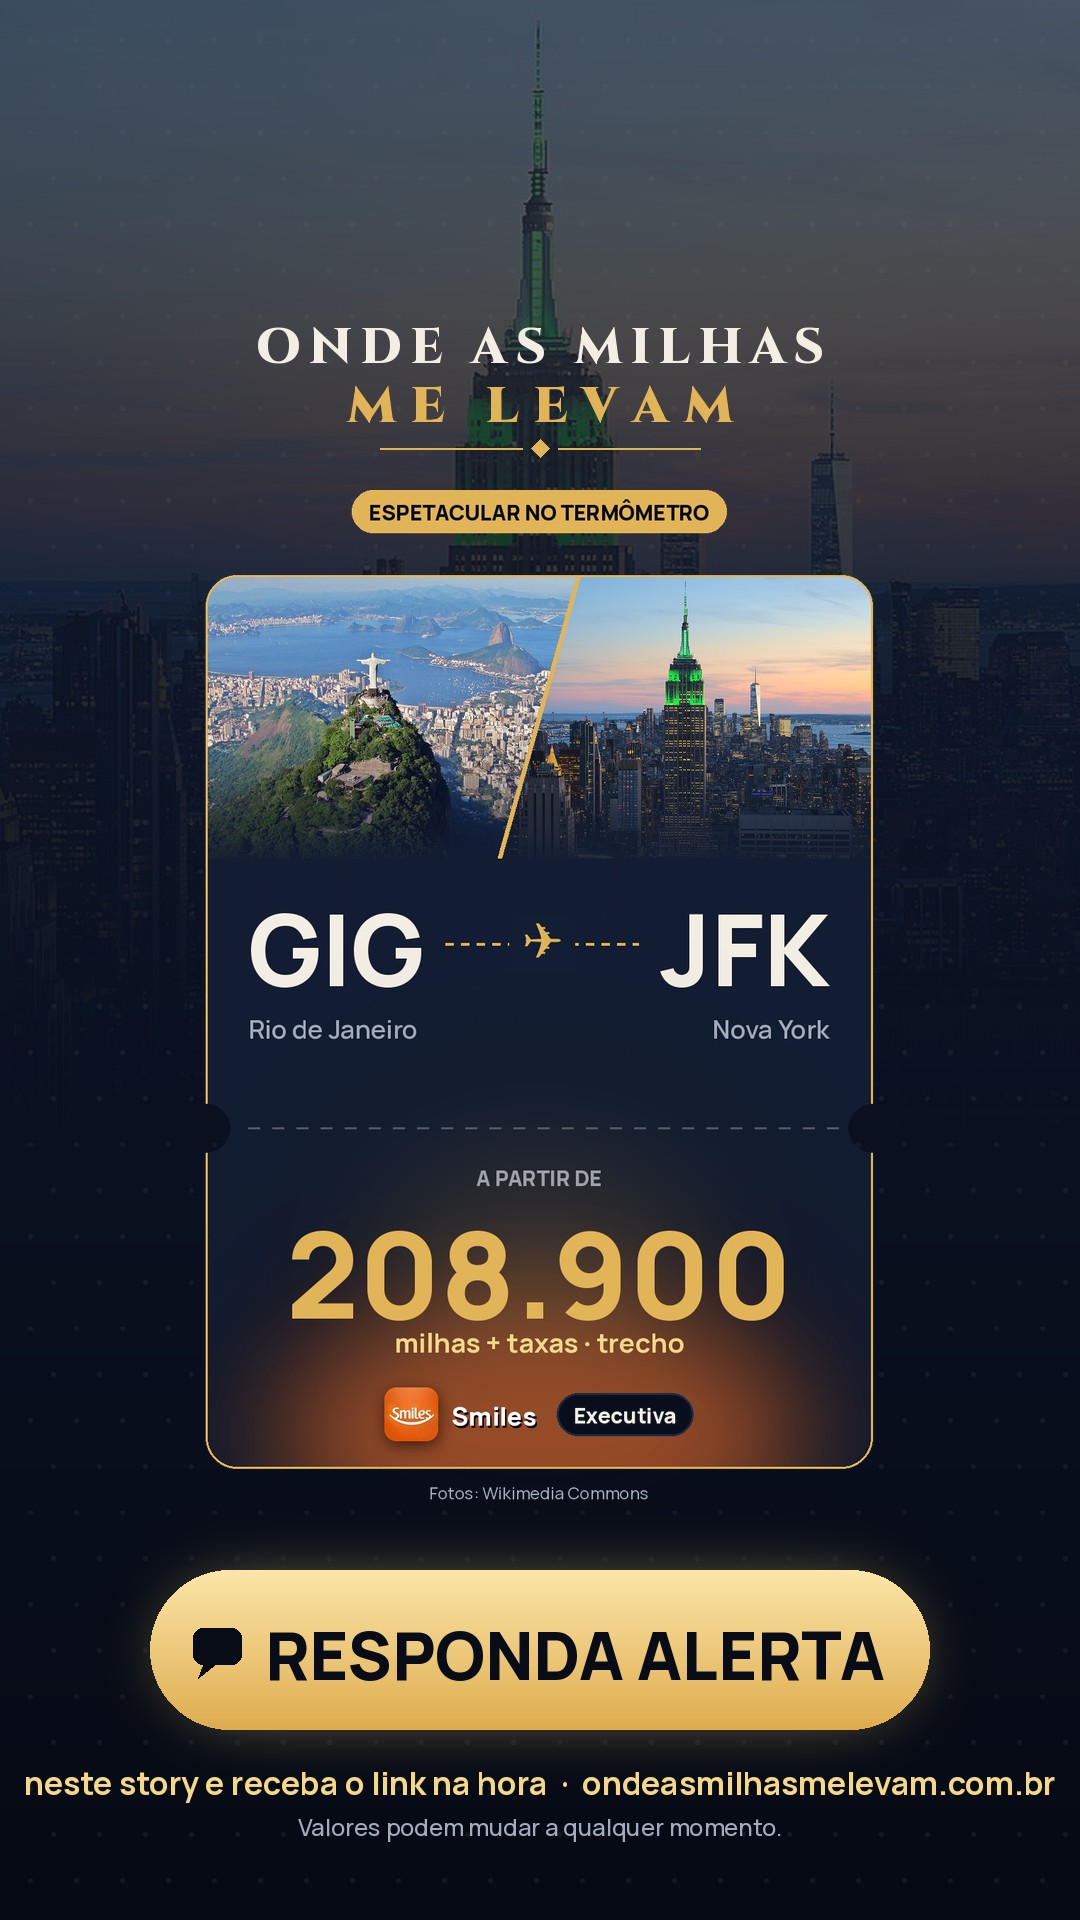 ONDE AS MILHAS
ME LEVAM
ESPETACULAR NO TERMÔMETRO
GIG
JFK
Rio de Janeiro
Nova York
A PARTIR DE
208.900
milhas + taxas · trecho
Smiles
Smiles
Executiva
Fotos: Wikimedia Commons
RESPONDA ALERTA
neste story e receba o link na hora · ondeasmilhasmelevam.com.br
Valores podem mudar a qualquer momento.